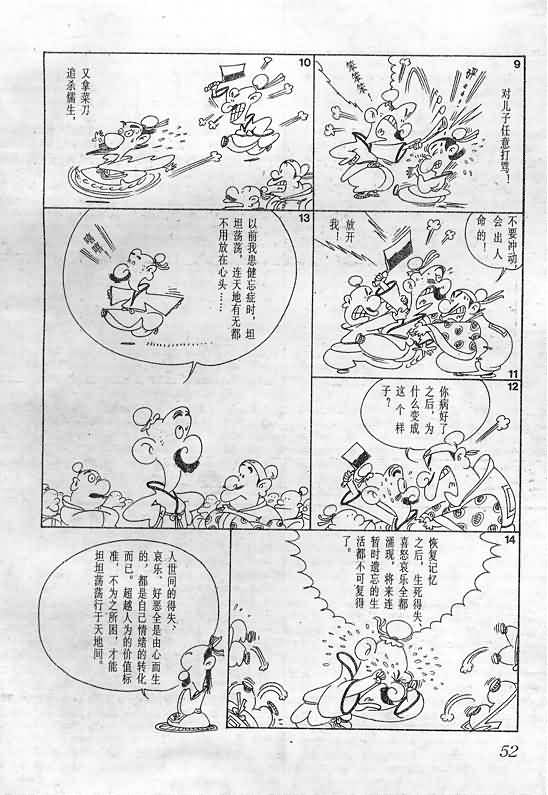 9
对儿子任意打骂！
笨笨笨，
砰
10
又拿菜刀
追杀儒生，
11
不要冲动
会出人
命的！
放开
我！
12
你病好了
之后，为
什么变成
这个样
子？
13
以前我患健忘症时，坦
坦荡荡，连天地有无都
不用放在心头……
14
恢复记忆
之后，生死得失、
喜怒哀乐全都
涌现，将来连
暂时遗忘的生
活都不可复得
了。
人世间的得失、
哀乐、好恶全是由心而生
的，都是自己情绪的转化
而已。超越人为的价值标
准，不为之所困，才能
坦坦荡荡行于天地间。
52